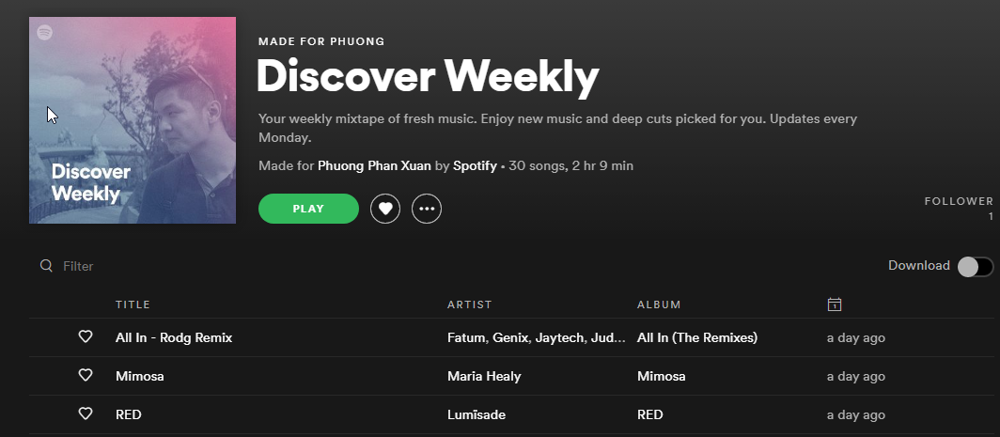 MADE FOR PHUONG
Discover Weekly
Your weekly mixtape of fresh music. Enjoy new music and deep cuts picked for you. Updates every
Monday.
Made for Phuong Phan Xuan by Spotify • 30 songs, 2 hr 9 min
Discover
Weekly
PLAY
FOLLOWER
1
Filter
Download
TITLE ARTIST ALBUM 1
All In - Rodg Remix Fatum, Genix, Jaytech, Jud... All In (The Remixes) a day ago
Mimosa Maria Healy Mimosa a day ago
RED Lumïsade RED a day ago